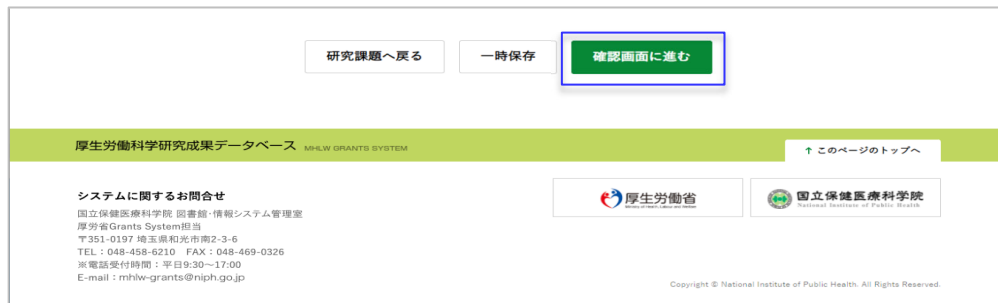 研究課題へ戻る 一時保存 確認画面に進む
厚生労働科学研究成果データベース MHLW GRANTS SYSTEM
↑ このページのトップへ
システムに関するお問合せ
国立保健医療科学院 図書館・情報システム管理室
厚労省Grants System担当
〒351-0197 埼玉県和光市南2-3-6
TEL：048-458-6210 FAX：048-469-0326
※電話受付時間：平日9:30～17:00
E-mail：mhlw-grants@niph.go.jp
厚生労働省
Ministry of Health, Labour and Welfare
国立保健医療科学院
National Institute of Public Health
Copyright © National Institute of Public Health. All Rights Reserved.